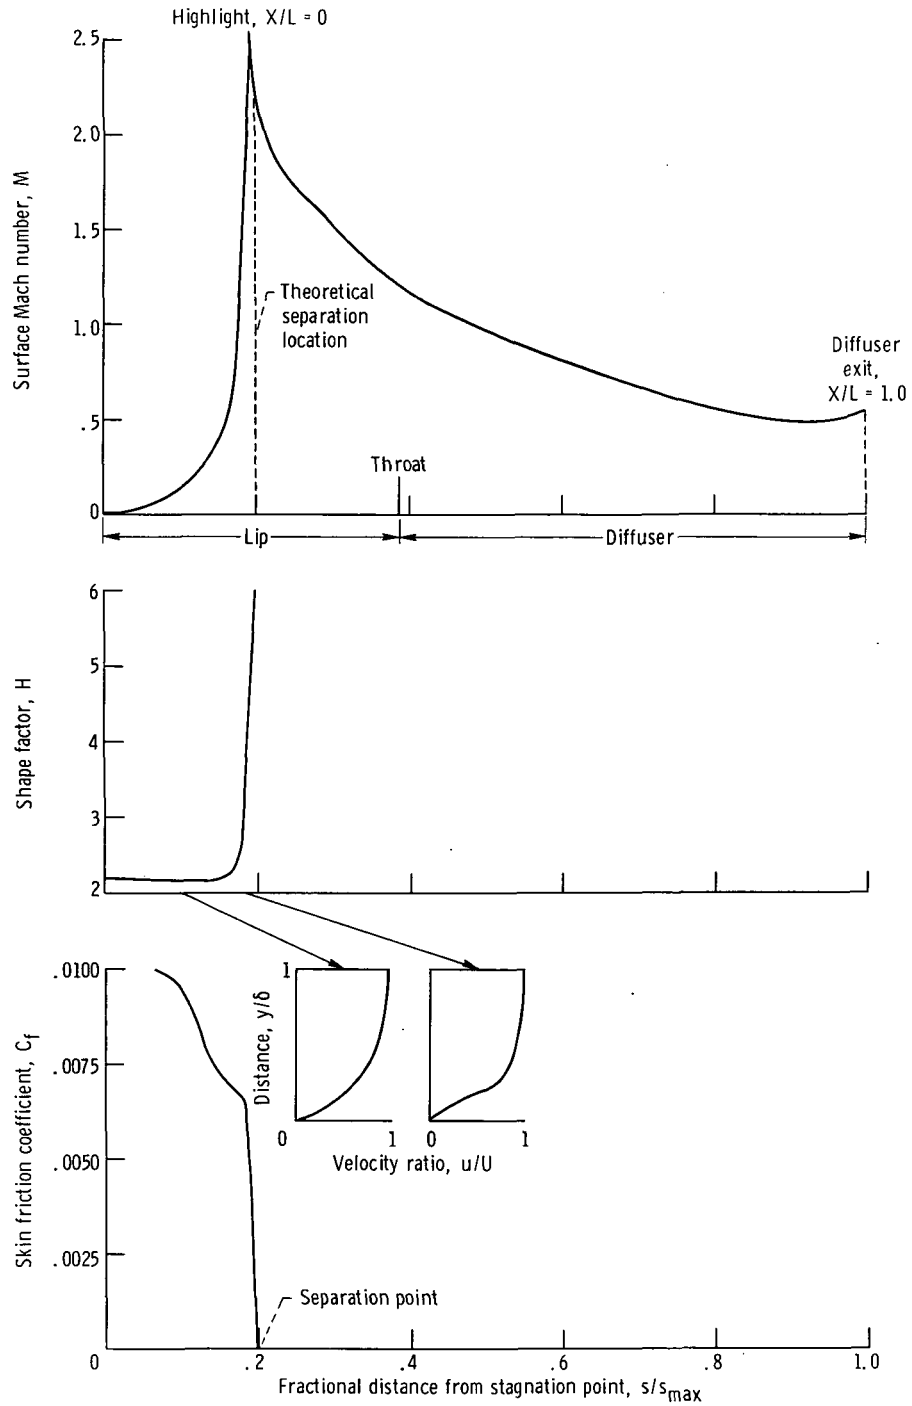 Highlight, X/L = 0
2.5
2.0
1.5
1.0
.5
0
Surface Mach number, M
Theoretical
separation
location
Diffuser
exit,
X/L = 1.0
Throat
Lip
Diffuser
6
5
4
3
2
Shape factor, H
.0100
.0075
.0050
.0025
Skin friction coefficient, Cf
1
Distance, y/δ
0 1 0 1
Velocity ratio, u/U
Separation point
0 .2 .4 .6 .8 1.0
Fractional distance from stagnation point, s/smax